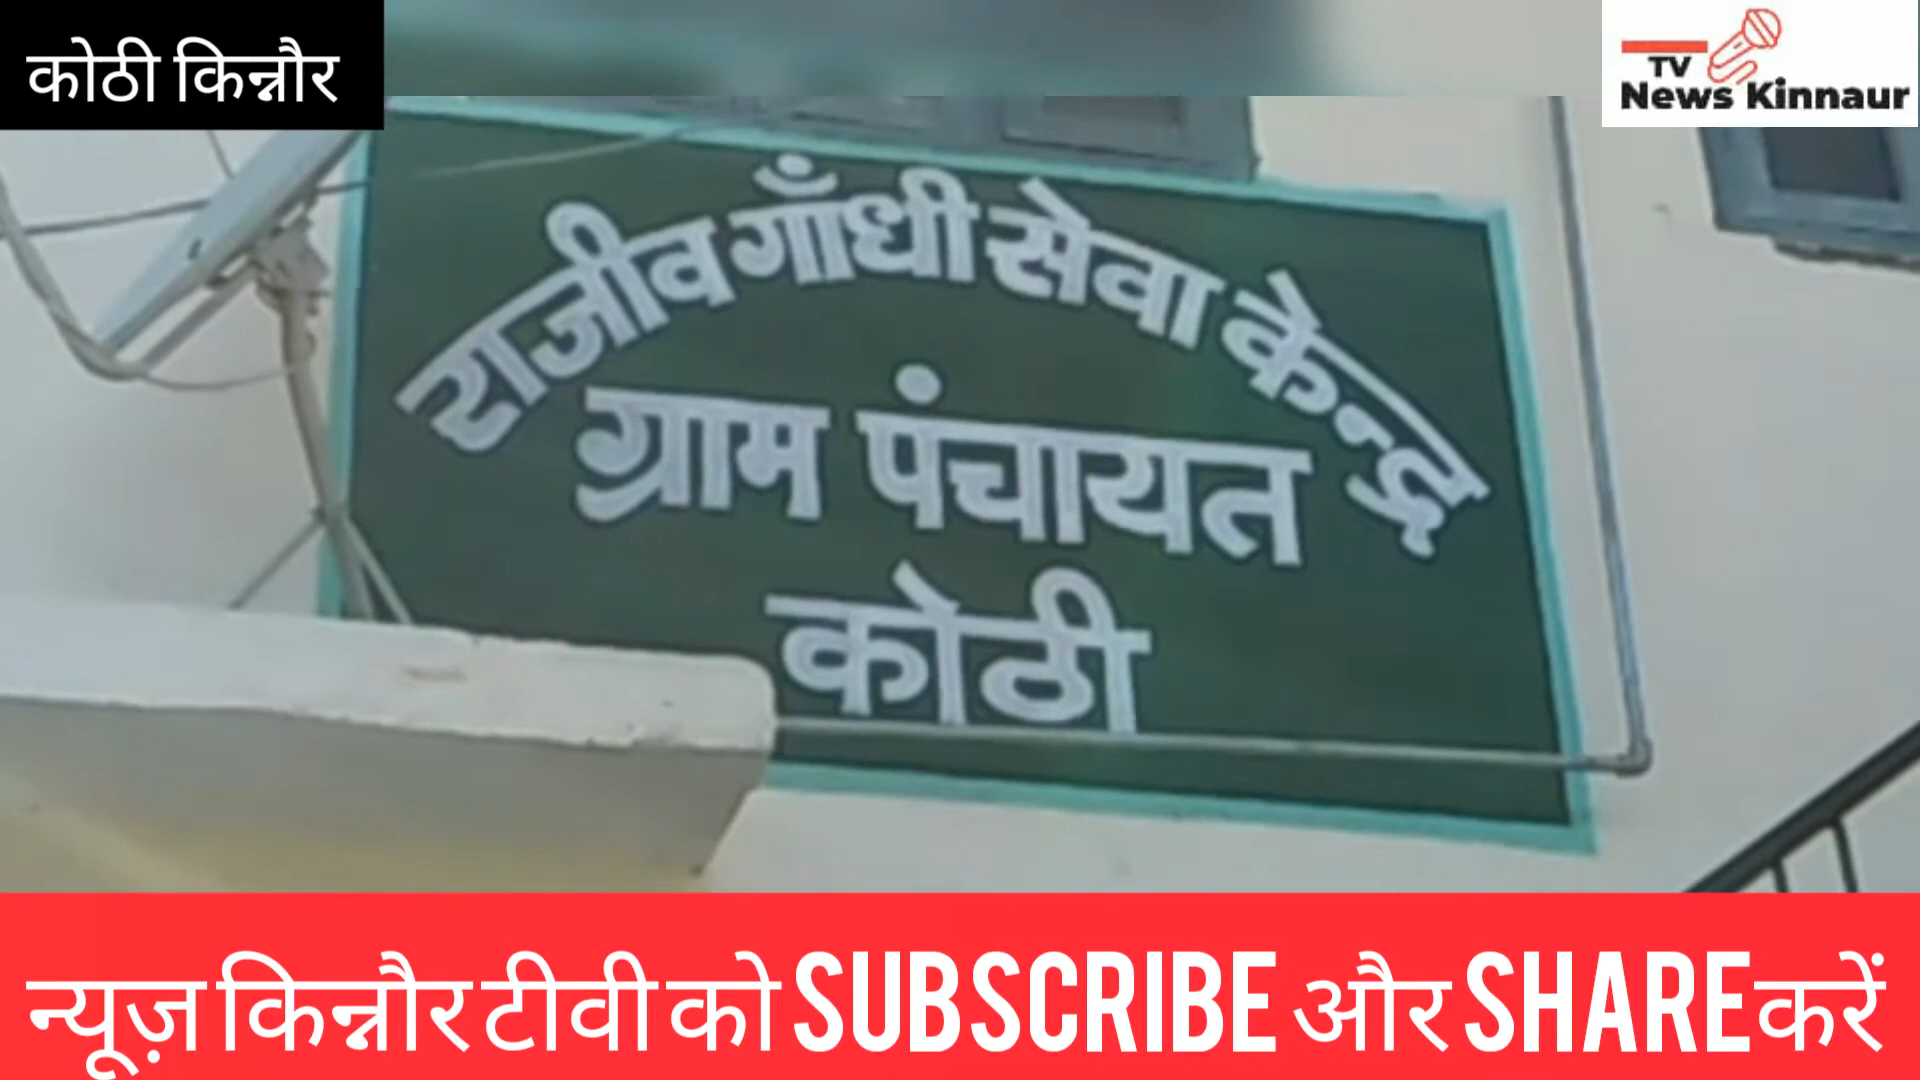 कोठी किन्नौर
TV
News Kinnaur
राजीव गाँधी सेवा केन्द्र
ग्राम पंचायत
कोठी
न्यूज़ किन्नौर टीवी को SUBSCRIBE और SHARE करें